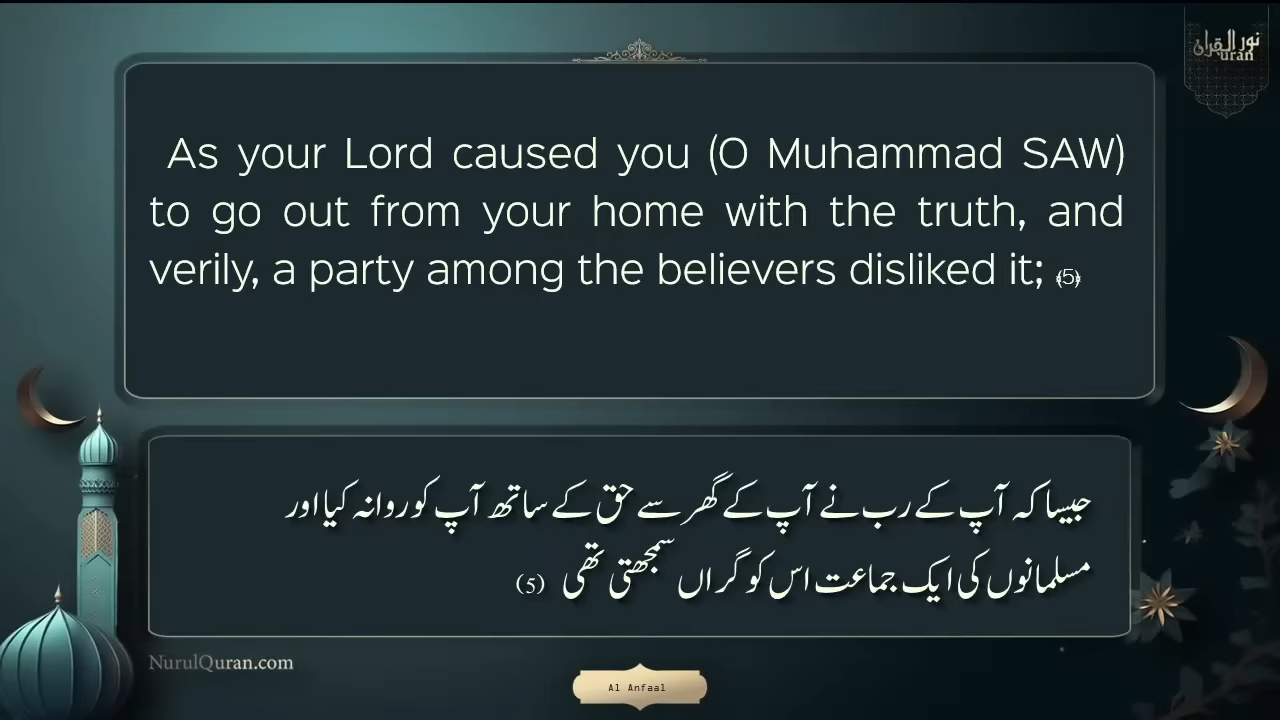 نور القران
uran
As your Lord caused you (O Muhammad SAW)
to go out from your home with the truth, and
verily, a party among the believers disliked it; ﴾5﴿
جیسا کہ آپ کے رب نے آپ کے گھر سے حق کے ساتھ آپ کو روانہ کیا اور
مسلمانوں کی ایک جماعت اس کو گراں سمجھتی تھی (5)
NurulQuran.com
Al Anfaal